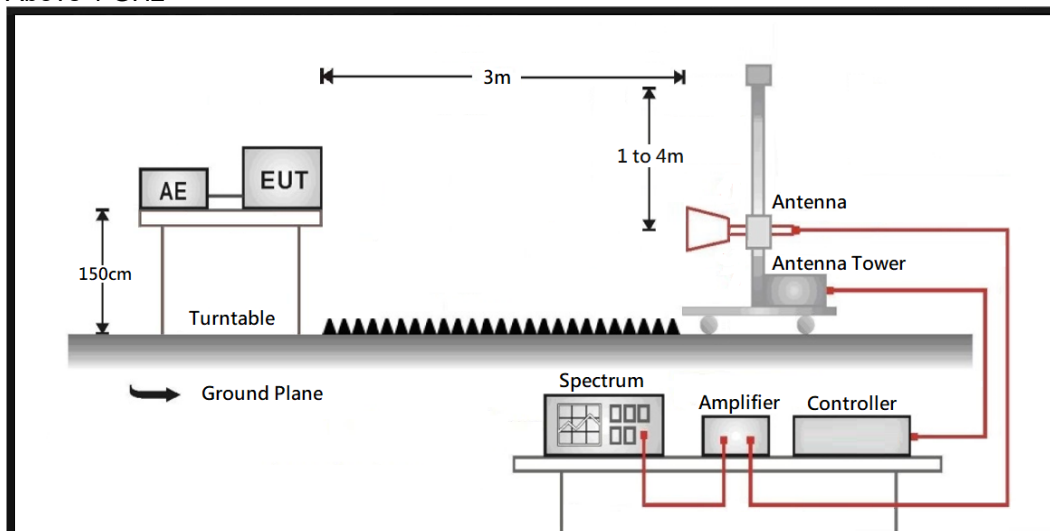 3m
1 to 4m
AE
EUT
Antenna
150cm
Antenna Tower
Turntable
Ground Plane
Spectrum
Amplifier
Controller